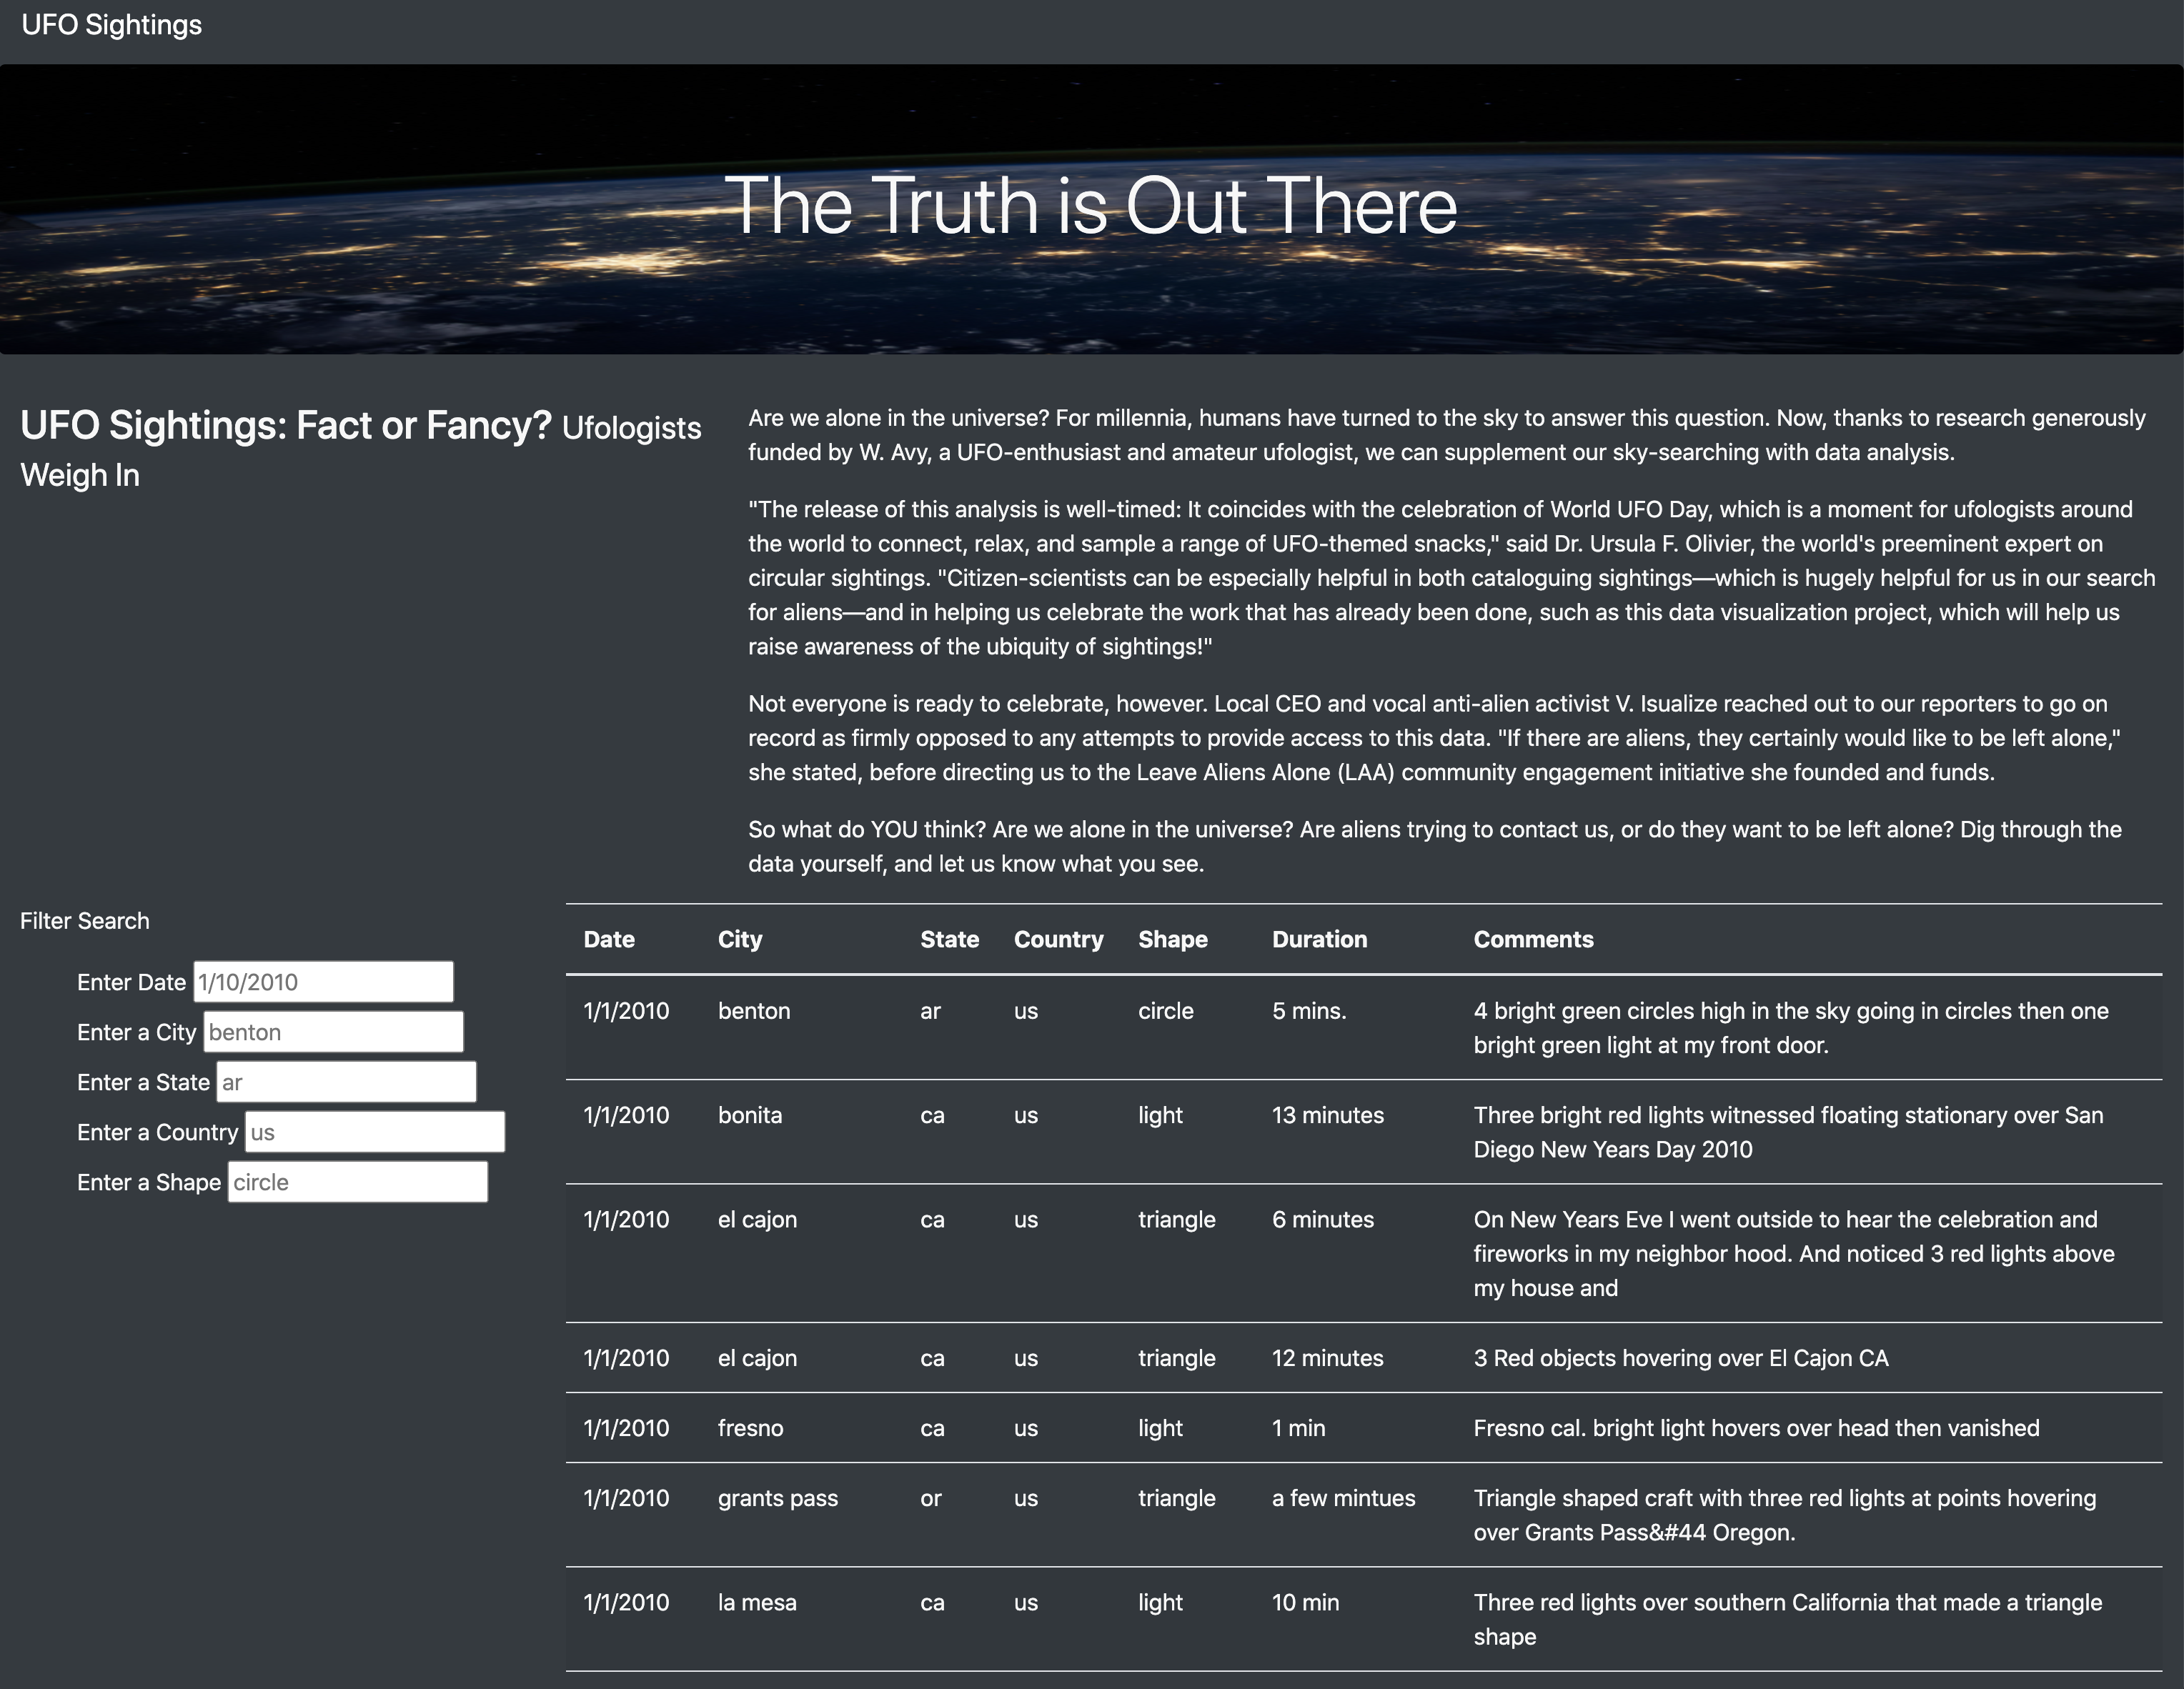 UFO Sightings
The Truth is Out There
UFO Sightings: Fact or Fancy? Ufologists
Weigh In
Are we alone in the universe? For millennia, humans have turned to the sky to answer this question. Now, thanks to research generously
funded by W. Avy, a UFO-enthusiast and amateur ufologist, we can supplement our sky-searching with data analysis.
"The release of this analysis is well-timed: It coincides with the celebration of World UFO Day, which is a moment for ufologists around
the world to connect, relax, and sample a range of UFO-themed snacks," said Dr. Ursula F. Olivier, the world's preeminent expert on
circular sightings. "Citizen-scientists can be especially helpful in both cataloguing sightings—which is hugely helpful for us in our search
for aliens—and in helping us celebrate the work that has already been done, such as this data visualization project, which will help us
raise awareness of the ubiquity of sightings!"
Not everyone is ready to celebrate, however. Local CEO and vocal anti-alien activist V. Isualize reached out to our reporters to go on
record as firmly opposed to any attempts to provide access to this data. "If there are aliens, they certainly would like to be left alone,"
she stated, before directing us to the Leave Aliens Alone (LAA) community engagement initiative she founded and funds.
So what do YOU think? Are we alone in the universe? Are aliens trying to contact us, or do they want to be left alone? Dig through the
data yourself, and let us know what you see.
Filter Search
Enter Date 1/10/2010
Enter a City benton
Enter a State ar
Enter a Country us
Enter a Shape circle
Date City State Country Shape Duration Comments
1/1/2010 benton ar us circle 5 mins. 4 bright green circles high in the sky going in circles then one
bright green light at my front door.
1/1/2010 bonita ca us light 13 minutes Three bright red lights witnessed floating stationary over San
Diego New Years Day 2010
1/1/2010 el cajon ca us triangle 6 minutes On New Years Eve I went outside to hear the celebration and
fireworks in my neighbor hood. And noticed 3 red lights above
my house and
1/1/2010 el cajon ca us triangle 12 minutes 3 Red objects hovering over El Cajon CA
1/1/2010 fresno ca us light 1 min Fresno cal. bright light hovers over head then vanished
1/1/2010 grants pass or us triangle a few mintues Triangle shaped craft with three red lights at points hovering
over Grants Pass&#44 Oregon.
1/1/2010 la mesa ca us light 10 min Three red lights over southern California that made a triangle
shape